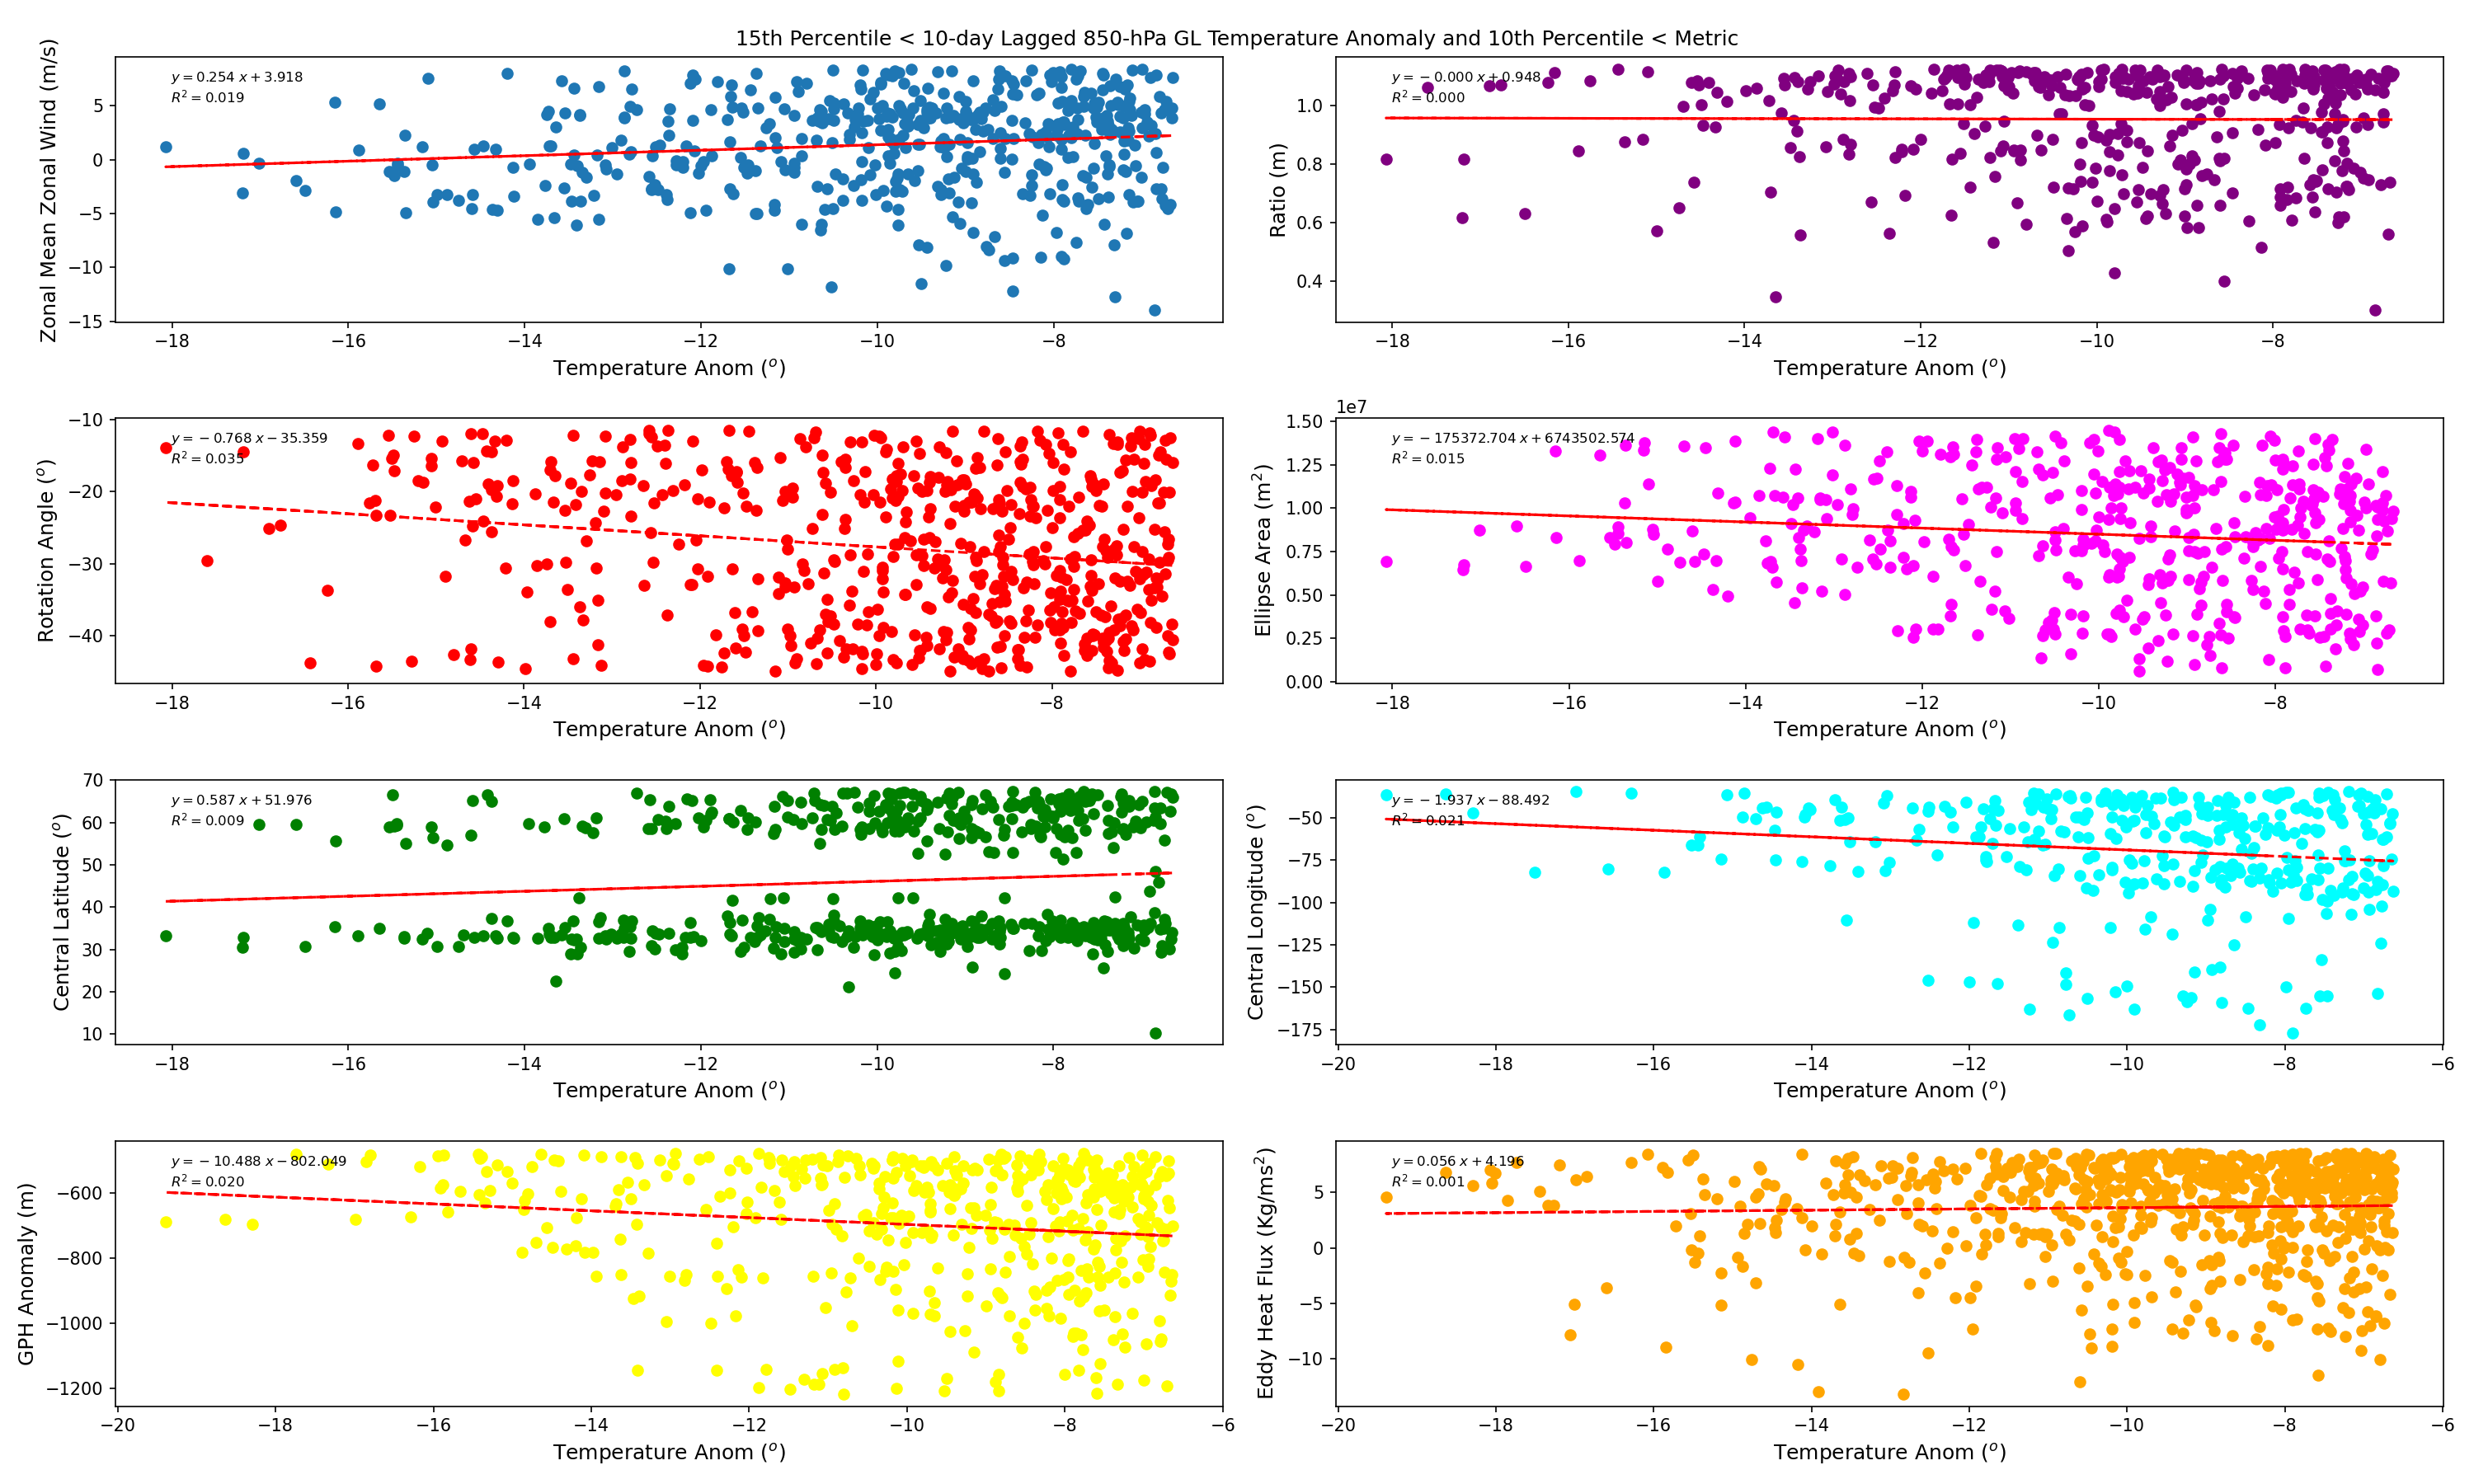 15th Percentile < 10-day Lagged 850-hPa GL Temperature Anomaly and 10th Percentile < Metric
Zonal Mean Zonal Wind (m/s)
5
0
−5
−10
−15
y = 0.254 x + 3.918
R² = 0.019
−18 −16 −14 −12 −10 −8
Temperature Anom (°)
Ratio (m)
1.0
0.8
0.6
0.4
y = −0.000 x + 0.948
R² = 0.000
−18 −16 −14 −12 −10 −8
Temperature Anom (°)
Rotation Angle (°)
−10
−20
−30
−40
y = −0.768 x − 35.359
R² = 0.035
−18 −16 −14 −12 −10 −8
Temperature Anom (°)
Ellipse Area (m²)
1e7
1.50
1.25
1.00
0.75
0.50
0.25
0.00
y = −175372.704 x + 6743502.574
R² = 0.015
−18 −16 −14 −12 −10 −8
Temperature Anom (°)
Central Latitude (°)
70
60
50
40
30
20
10
y = 0.587 x + 51.976
R² = 0.009
−18 −16 −14 −12 −10 −8
Temperature Anom (°)
Central Longitude (°)
−50
−75
−100
−125
−150
−175
y = −1.937 x − 88.492
R² = 0.021
−20 −18 −16 −14 −12 −10 −8 −6
Temperature Anom (°)
GPH Anomaly (m)
−600
−800
−1000
−1200
y = −10.488 x − 802.049
R² = 0.020
−20 −18 −16 −14 −12 −10 −8 −6
Temperature Anom (°)
Eddy Heat Flux (Kg/ms²)
5
0
−5
−10
y = 0.056 x + 4.196
R² = 0.001
−20 −18 −16 −14 −12 −10 −8 −6
Temperature Anom (°)